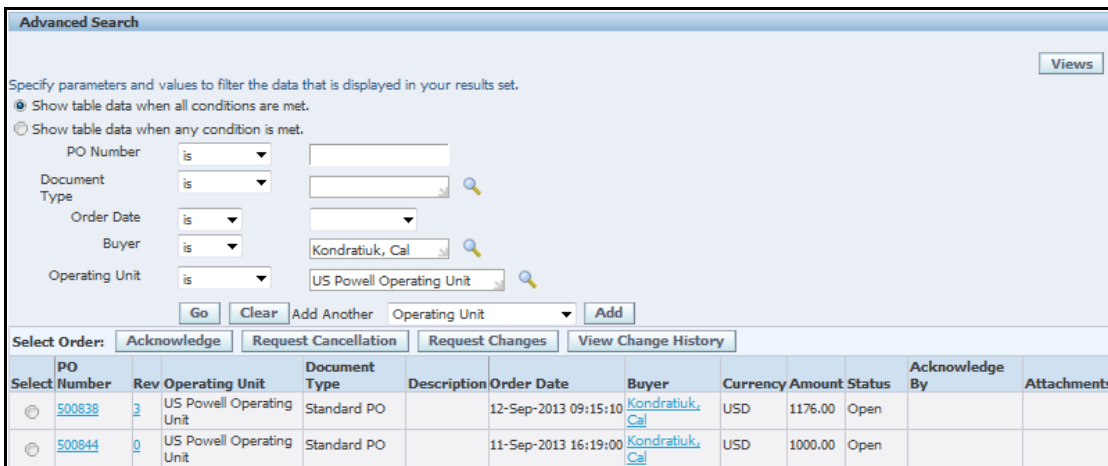 Advanced Search
Views
Specify parameters and values to filter the data that is displayed in your results set.
Show table data when all conditions are met.
Show table data when any condition is met.
PO Number is
Document Type is
Order Date is
Buyer is Kondratiuk, Cal
Operating Unit is US Powell Operating Unit
Go Clear Add Another Operating Unit Add
Select Order: Acknowledge Request Cancellation Request Changes View Change History
Select PO Number Rev Operating Unit Document Type Description Order Date Buyer Currency Amount Status Acknowledge By Attachments
500838 3 US Powell Operating Unit Standard PO 12-Sep-2013 09:15:10 Kondratiuk, Cal USD 1176.00 Open
500844 0 US Powell Operating Unit Standard PO 11-Sep-2013 16:19:00 Kondratiuk, Cal USD 1000.00 Open